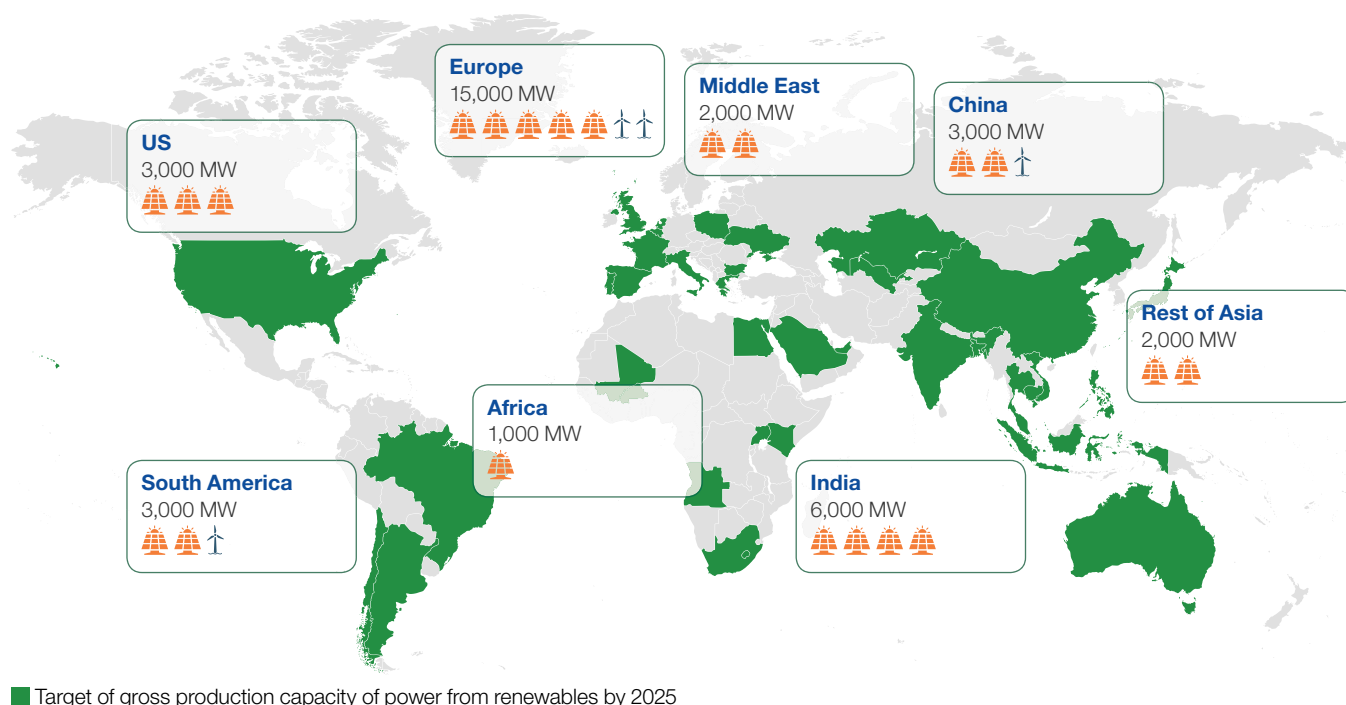 Europe
15,000 MW
Middle East
2,000 MW
China
3,000 MW
US
3,000 MW
Rest of Asia
2,000 MW
Africa
1,000 MW
South America
3,000 MW
India
6,000 MW
Target of gross production capacity of power from renewables by 2025